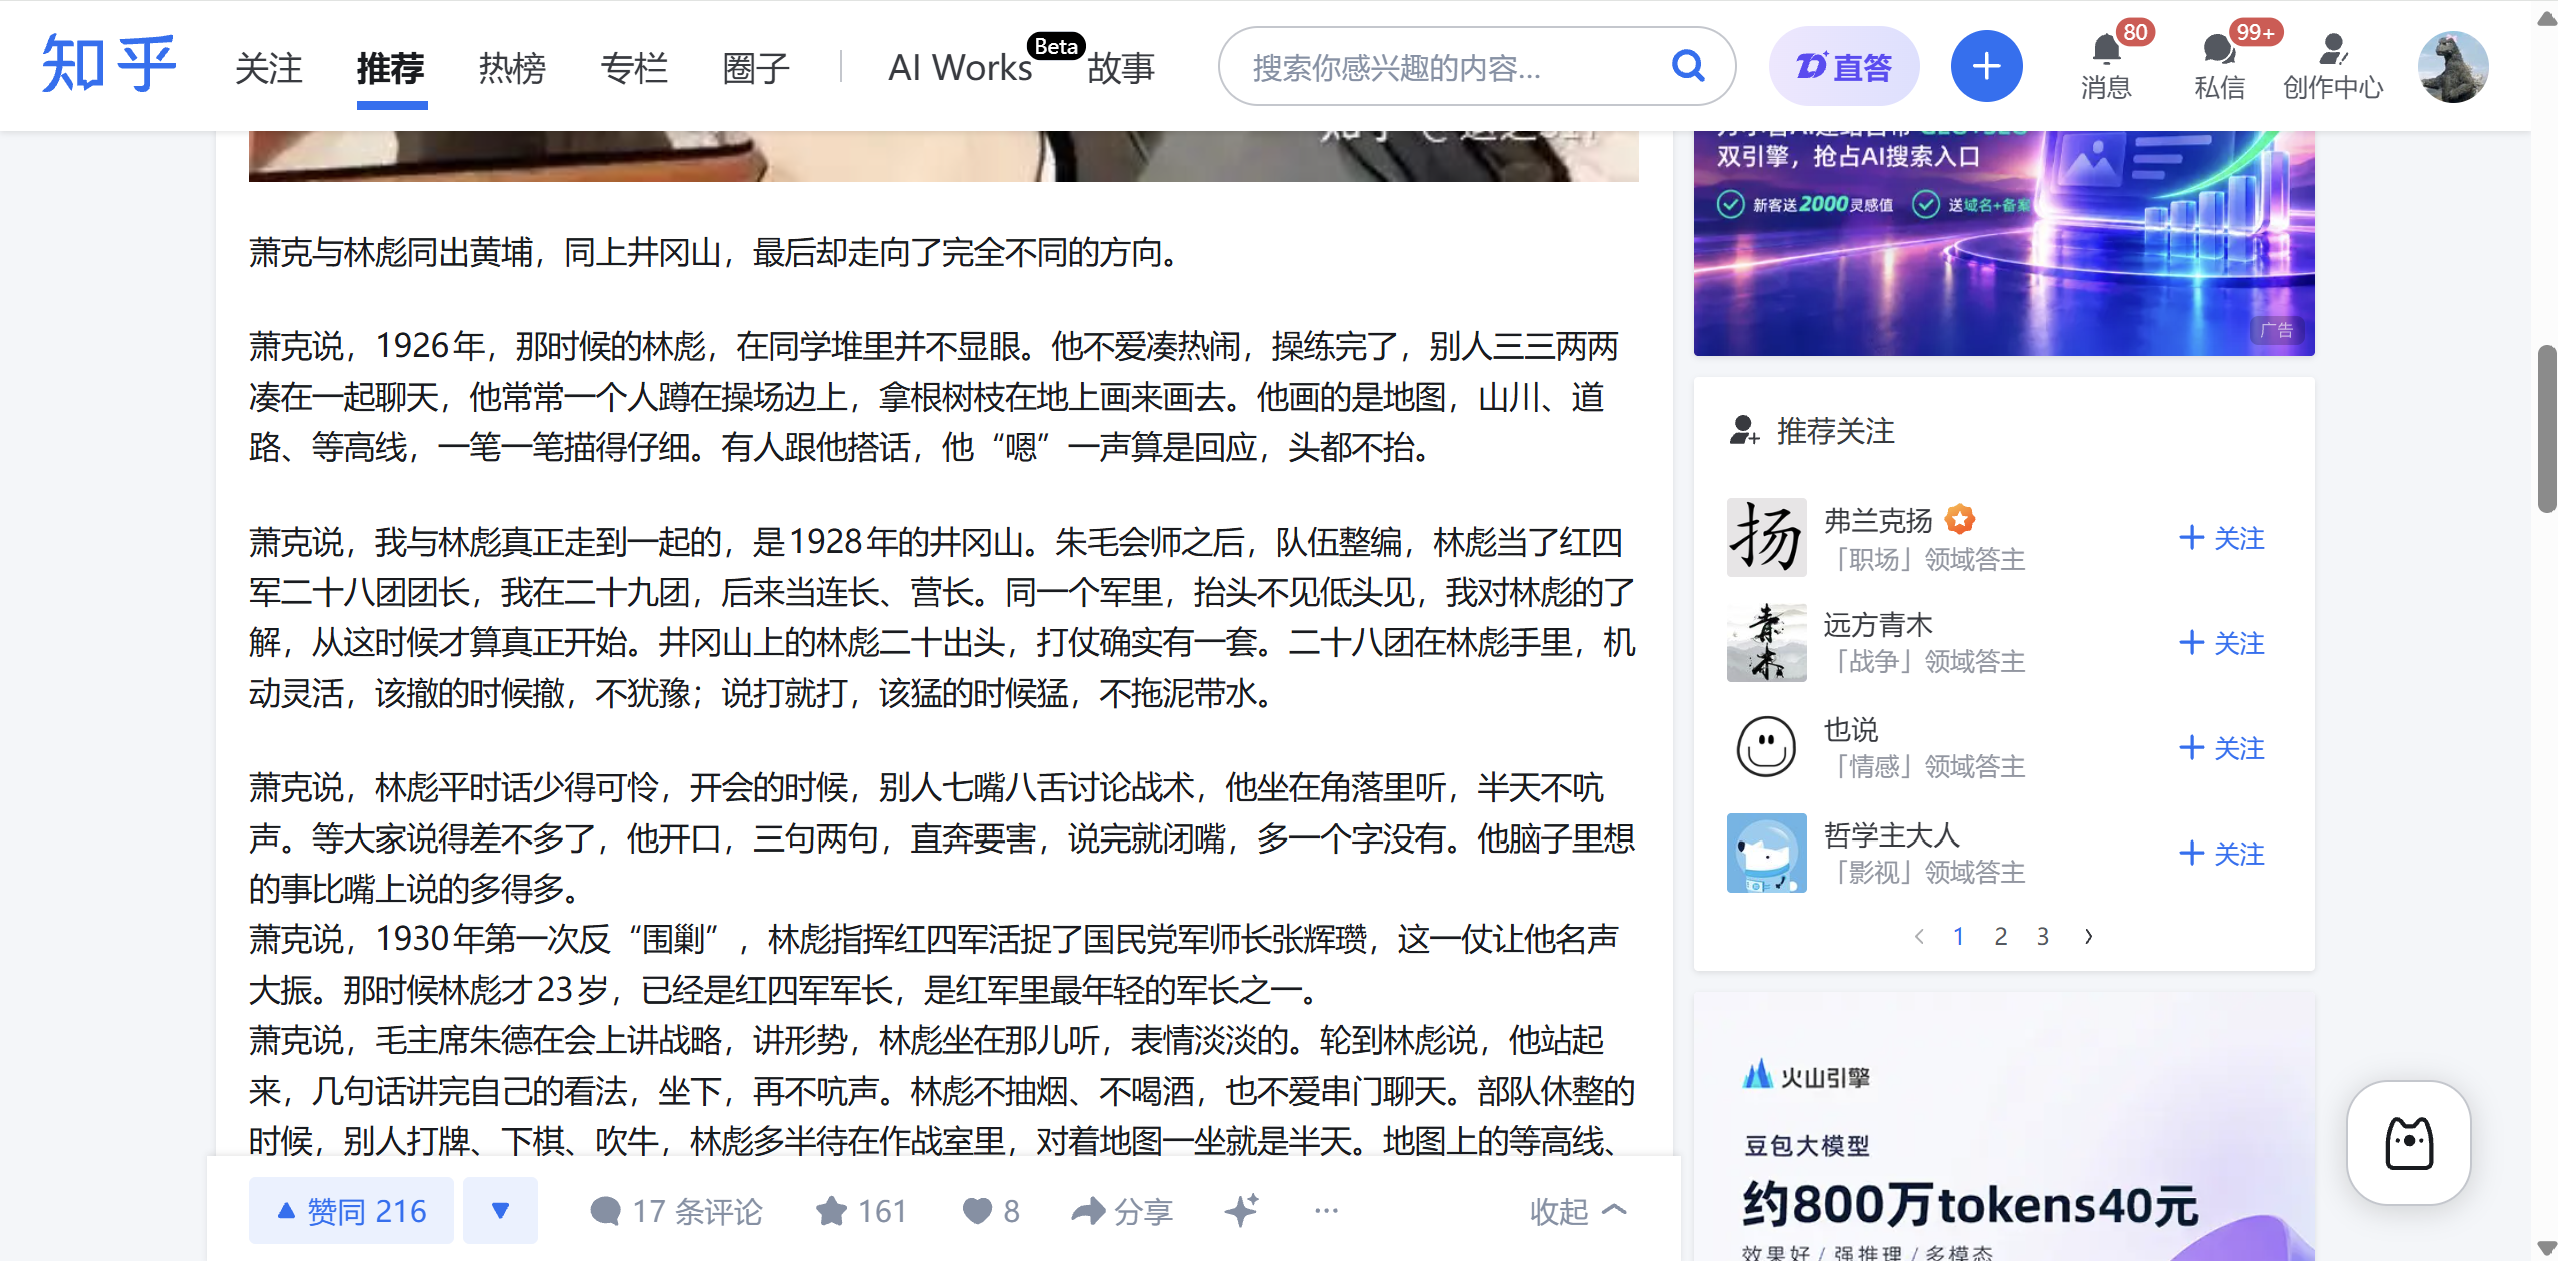 知乎
关注
推荐
热榜
专栏
圈子
AI Works
Beta
故事
搜索你感兴趣的内容...
直答
80
消息
99+
私信
创作中心
双引擎，抢占AI搜索入口
新客送2000灵感值
送域名+备案
广告
萧克与林彪同出黄埔，同上井冈山，最后却走向了完全不同的方向。
萧克说，1926年，那时候的林彪，在同学堆里并不显眼。他不爱凑热闹，操练完了，别人三三两两
凑在一起聊天，他常常一个人蹲在操场边上，拿根树枝在地上画来画去。他画的是地图，山川、道
路、等高线，一笔一笔描得仔细。有人跟他搭话，他“嗯”一声算是回应，头都不抬。
萧克说，我与林彪真正走到一起的，是1928年的井冈山。朱毛会师之后，队伍整编，林彪当了红四
军二十八团团长，我在二十九团，后来当连长、营长。同一个军里，抬头不见低头见，我对林彪的了
解，从这时候才算真正开始。井冈山上的林彪二十出头，打仗确实有一套。二十八团在林彪手里，机
动灵活，该撤的时候撤，不犹豫；说打就打，该猛的时候猛，不拖泥带水。
萧克说，林彪平时话少得可怜，开会的时候，别人七嘴八舌讨论战术，他坐在角落里听，半天不吭
声。等大家说得差不多了，他开口，三句两句，直奔要害，说完就闭嘴，多一个字没有。他脑子里想
的事比嘴上说的多得多。
萧克说，1930年第一次反“围剿”，林彪指挥红四军活捉了国民党军师长张辉瓒，这一仗让他名声
大振。那时候林彪才23岁，已经是红四军军长，是红军里最年轻的军长之一。
萧克说，毛主席朱德在会上讲战略，讲形势，林彪坐在那儿听，表情淡淡的。轮到林彪说，他站起
来，几句话讲完自己的看法，坐下，再不吭声。林彪不抽烟、不喝酒，也不爱串门聊天。部队休整的
时候，别人打牌、下棋、吹牛，林彪多半待在作战室里，对着地图一坐就是半天。地图上的等高线、
赞同 216
17 条评论
161
8
分享
收起
推荐关注
扬
弗兰克扬
「职场」领域答主
+ 关注
青木
远方青木
「战争」领域答主
+ 关注
也说
「情感」领域答主
+ 关注
哲学主大人
「影视」领域答主
+ 关注
1 2 3
火山引擎
豆包大模型
约800万tokens40元
效果好 / 强推理 / 多模态